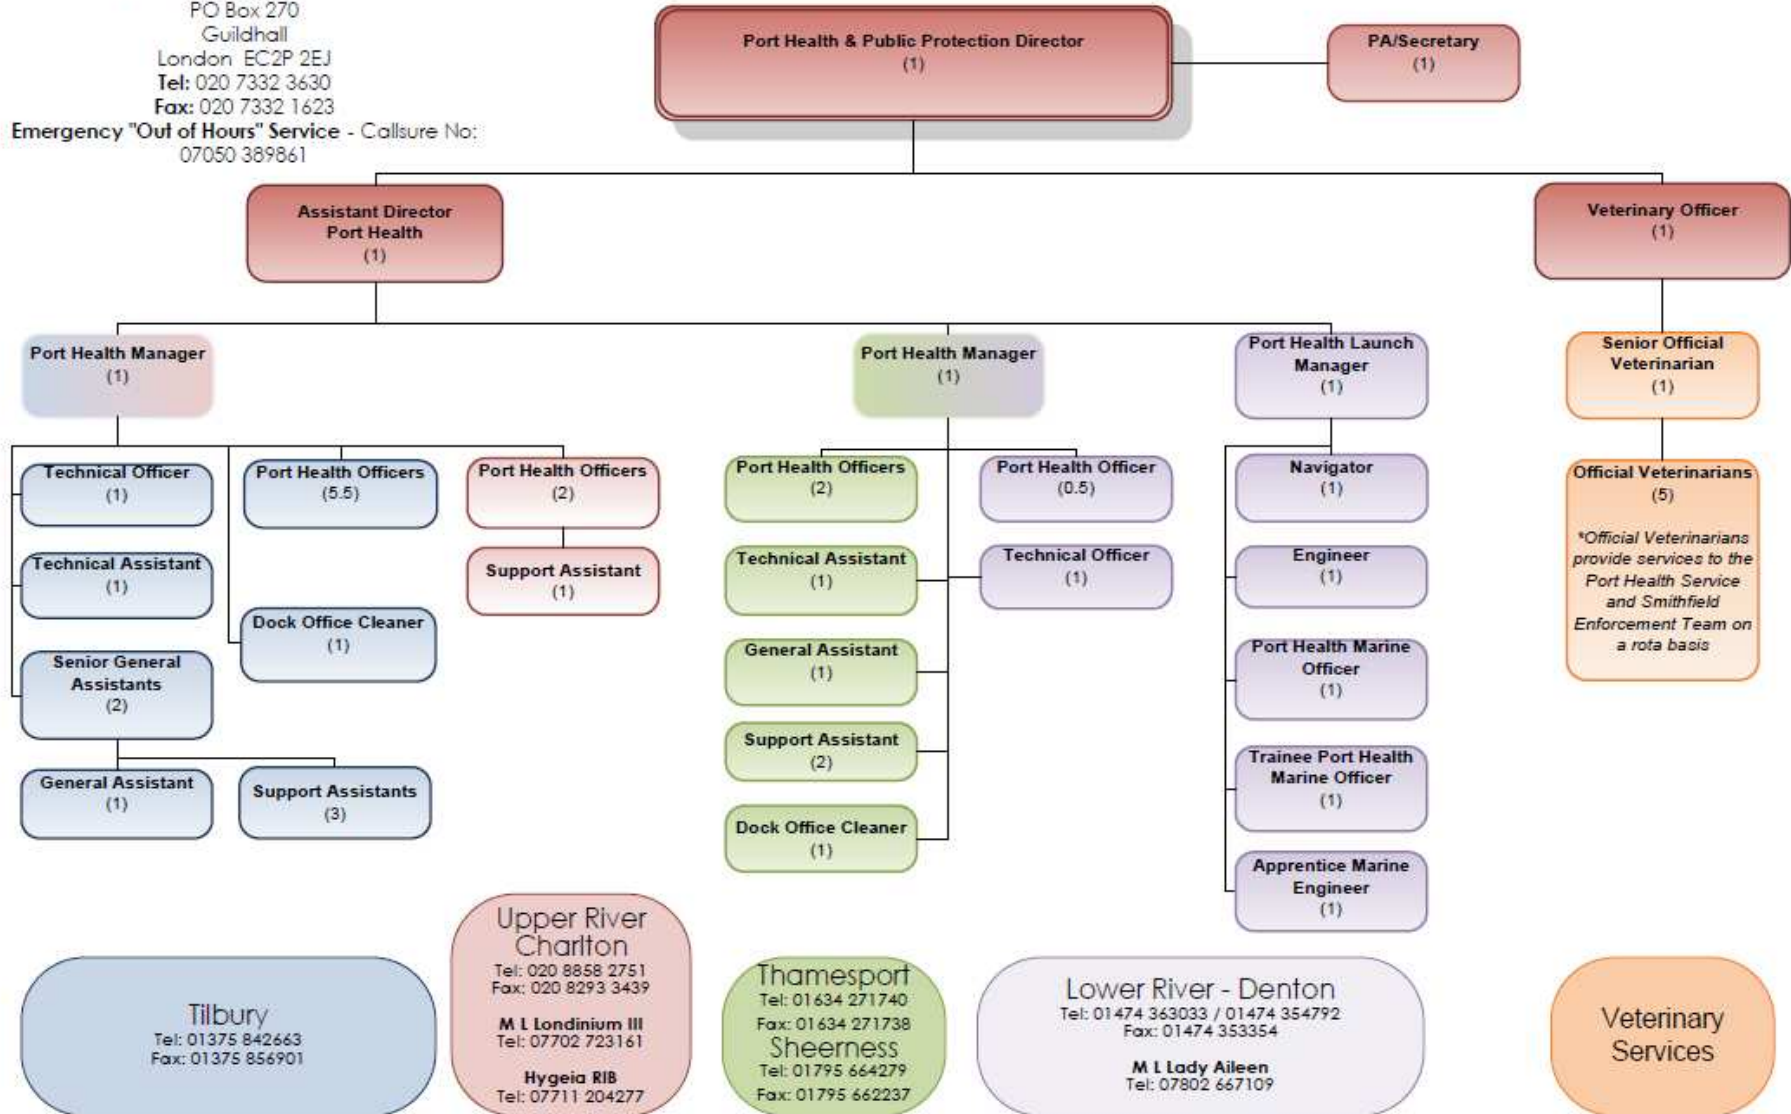 PO Box 270
Guildhall
London  EC2P 2EJ
Tel: 020 7332 3630
Fax: 020 7332 1623
Emergency "Out of Hours" Service - Callsure No:
07050 389861
Port Health & Public Protection Director
(1)
PA/Secretary
(1)
Assistant Director
Port Health
(1)
Veterinary Officer
(1)
Port Health Manager
(1)
Port Health Manager
(1)
Port Health Launch
Manager
(1)
Senior Official
Veterinarian
(1)
Technical Officer
(1)
Port Health Officers
(5.5)
Port Health Officers
(2)
Port Health Officers
(2)
Port Health Officer
(0.5)
Navigator
(1)
Official Veterinarians
(5)
*Official Veterinarians
provide services to the
Port Health Service
and Smithfield
Enforcement Team on
a rota basis
Technical Assistant
(1)
Support Assistant
(1)
Technical Assistant
(1)
Technical Officer
(1)
Engineer
(1)
Dock Office Cleaner
(1)
Senior General
Assistants
(2)
General Assistant
(1)
Port Health Marine
Officer
(1)
General Assistant
(1)
Support Assistants
(3)
Support Assistant
(2)
Trainee Port Health
Marine Officer
(1)
Dock Office Cleaner
(1)
Apprentice Marine
Engineer
(1)
Tilbury
Tel: 01375 842663
Fax: 01375 856901
Upper River
Charlton
Tel: 020 8858 2751
Fax: 020 8293 3439
M L Londinium III
Tel: 07702 723161
Hygeia RIB
Tel: 07711 204277
Thamesport
Tel: 01634 271740
Fax: 01634 271738
Sheerness
Tel: 01795 664279
Fax: 01795 662237
Lower River - Denton
Tel: 01474 363033 / 01474 354792
Fax: 01474 353354
M L Lady Aileen
Tel: 07802 667109
Veterinary
Services